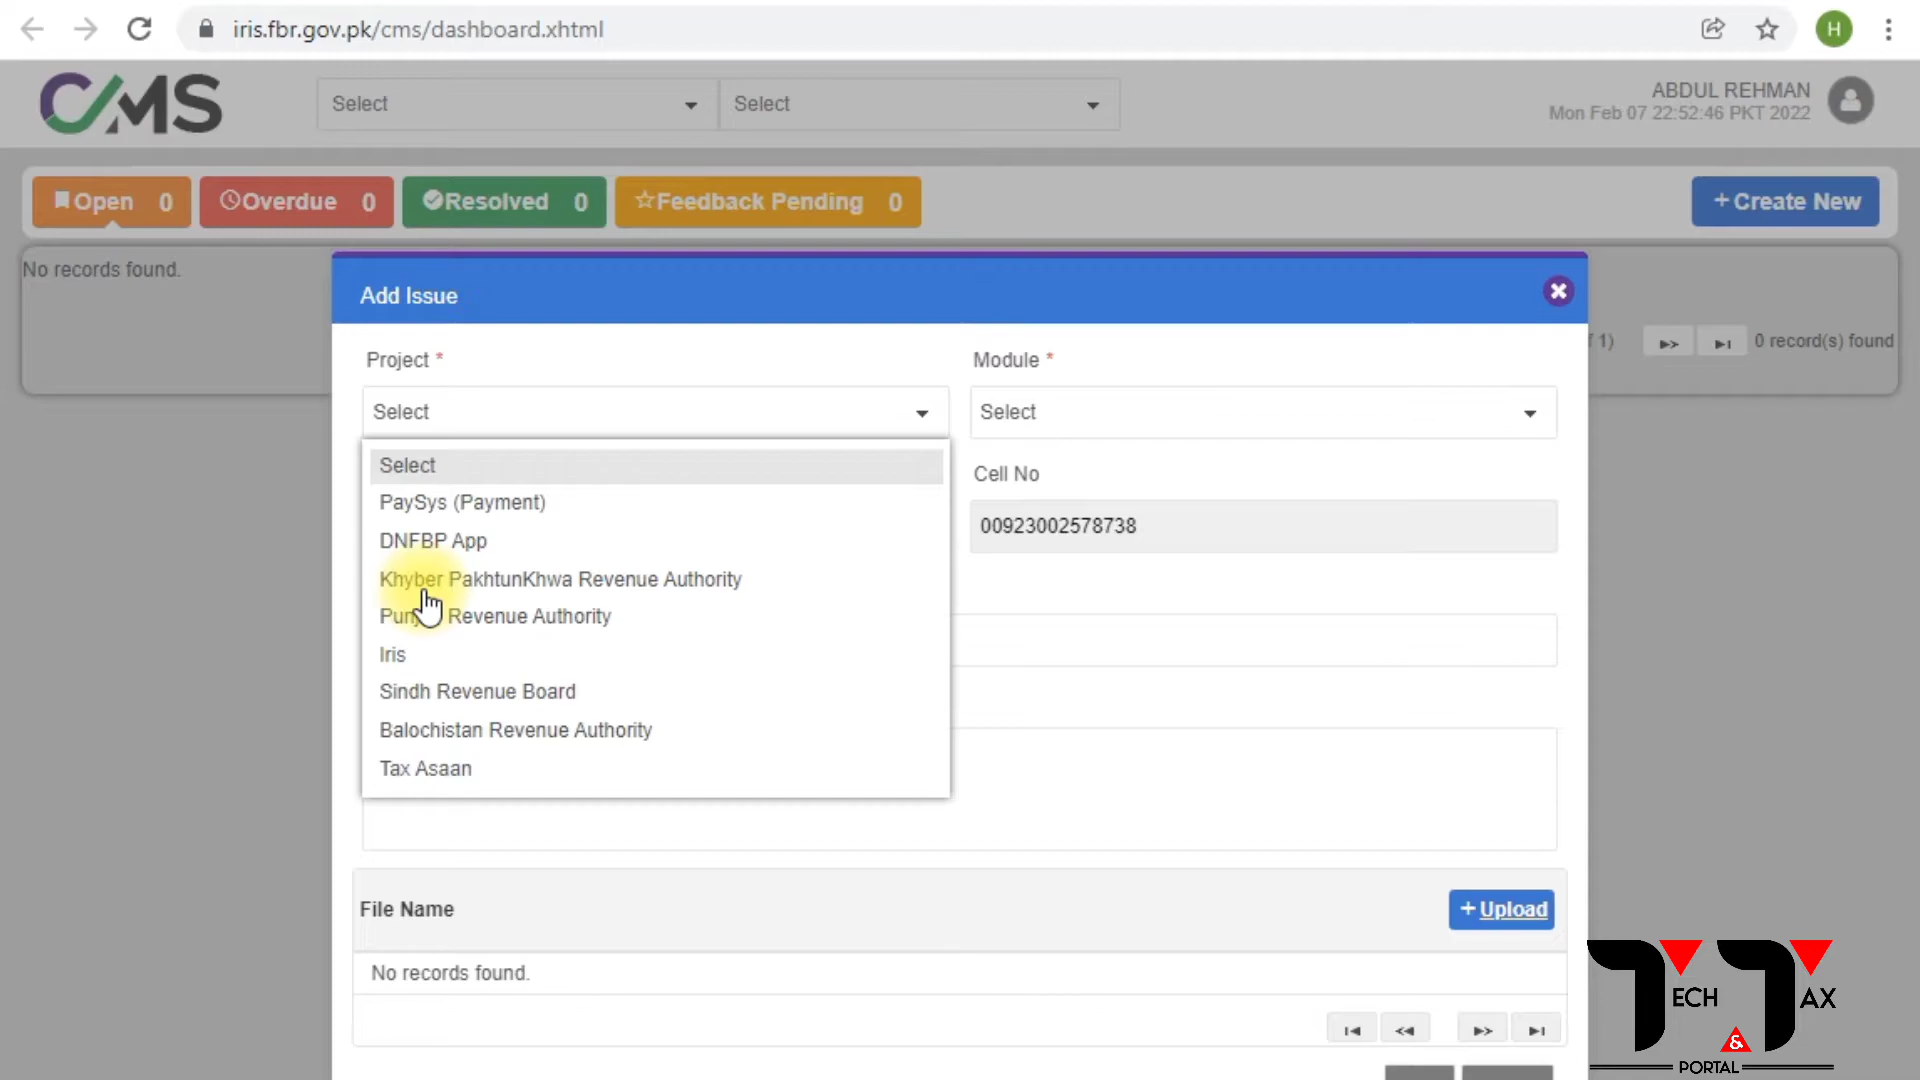 iris.fbr.gov.pk/cms/dashboard.xhtml
H
CMS
Select
Select
ABDUL REHMAN
Mon Feb 07 22:52:46 PKT 2022
Open 0
Overdue 0
Resolved 0
Feedback Pending 0
+ Create New
No records found.
1)
0 record(s) found
Add Issue
Project *
Module *
Select
Select
Select
PaySys (Payment)
DNFBP App
Khyber PakhtunKhwa Revenue Authority
Revenue Authority
Iris
Sindh Revenue Board
Balochistan Revenue Authority
Tax Asaan
Cell No
00923002578738
File Name
+ Upload
No records found.
TECH & TAX
PORTAL